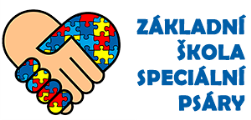 ZÁKLADNÍ
ŠKOLA
SPECIÁLNÍ
PSÁRY